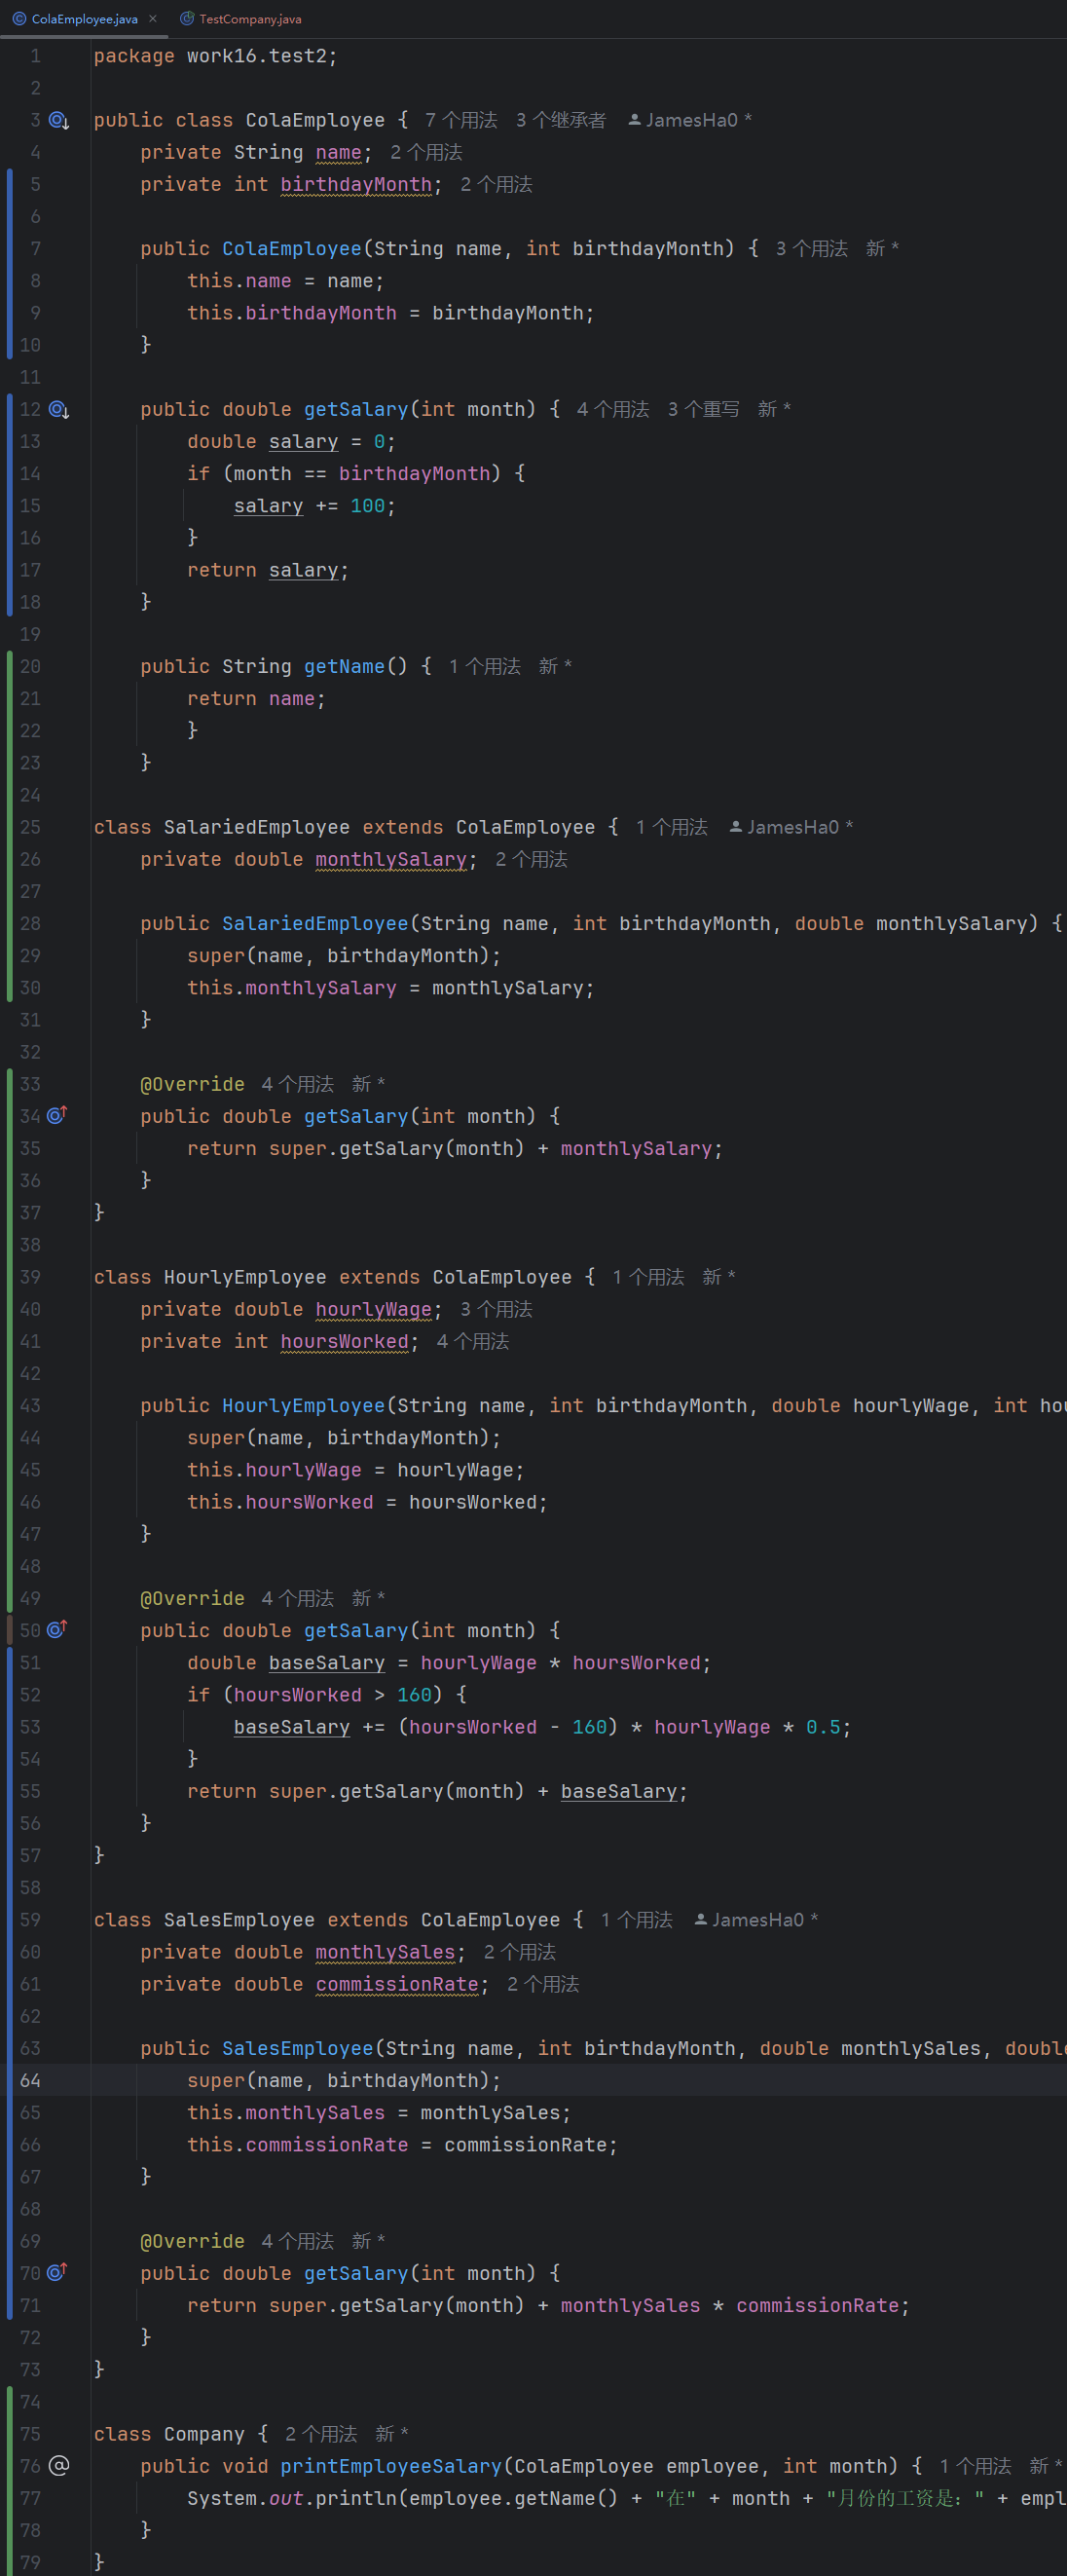 ColaEmployee.java × TestCompany.java
1 package work16.test2;
2
3 public class ColaEmployee { 7 个用法 3 个继承者 JamesHa0 *
4 private String name; 2 个用法
5 private int birthdayMonth; 2 个用法
6
7 public ColaEmployee(String name, int birthdayMonth) { 3 个用法 新 *
8 this.name = name;
9 this.birthdayMonth = birthdayMonth;
10 }
11
12 public double getSalary(int month) { 4 个用法 3 个重写 新 *
13 double salary = 0;
14 if (month == birthdayMonth) {
15 salary += 100;
16 }
17 return salary;
18 }
19
20 public String getName() { 1 个用法 新 *
21 return name;
22 }
23 }
24
25 class SalariedEmployee extends ColaEmployee { 1 个用法 JamesHa0 *
26 private double monthlySalary; 2 个用法
27
28 public SalariedEmployee(String name, int birthdayMonth, double monthlySalary) {
29 super(name, birthdayMonth);
30 this.monthlySalary = monthlySalary;
31 }
32
33 @Override 4 个用法 新 *
34 public double getSalary(int month) {
35 return super.getSalary(month) + monthlySalary;
36 }
37 }
38
39 class HourlyEmployee extends ColaEmployee { 1 个用法 新 *
40 private double hourlyWage; 3 个用法
41 private int hoursWorked; 4 个用法
42
43 public HourlyEmployee(String name, int birthdayMonth, double hourlyWage, int hou
44 super(name, birthdayMonth);
45 this.hourlyWage = hourlyWage;
46 this.hoursWorked = hoursWorked;
47 }
48
49 @Override 4 个用法 新 *
50 public double getSalary(int month) {
51 double baseSalary = hourlyWage * hoursWorked;
52 if (hoursWorked > 160) {
53 baseSalary += (hoursWorked - 160) * hourlyWage * 0.5;
54 }
55 return super.getSalary(month) + baseSalary;
56 }
57 }
58
59 class SalesEmployee extends ColaEmployee { 1 个用法 JamesHa0 *
60 private double monthlySales; 2 个用法
61 private double commissionRate; 2 个用法
62
63 public SalesEmployee(String name, int birthdayMonth, double monthlySales, double
64 super(name, birthdayMonth);
65 this.monthlySales = monthlySales;
66 this.commissionRate = commissionRate;
67 }
68
69 @Override 4 个用法 新 *
70 public double getSalary(int month) {
71 return super.getSalary(month) + monthlySales * commissionRate;
72 }
73 }
74
75 class Company { 2 个用法 新 *
76 public void printEmployeeSalary(ColaEmployee employee, int month) { 1 个用法 新 *
77 System.out.println(employee.getName() + "在" + month + "月份的工资是：" + empl
78 }
79 }